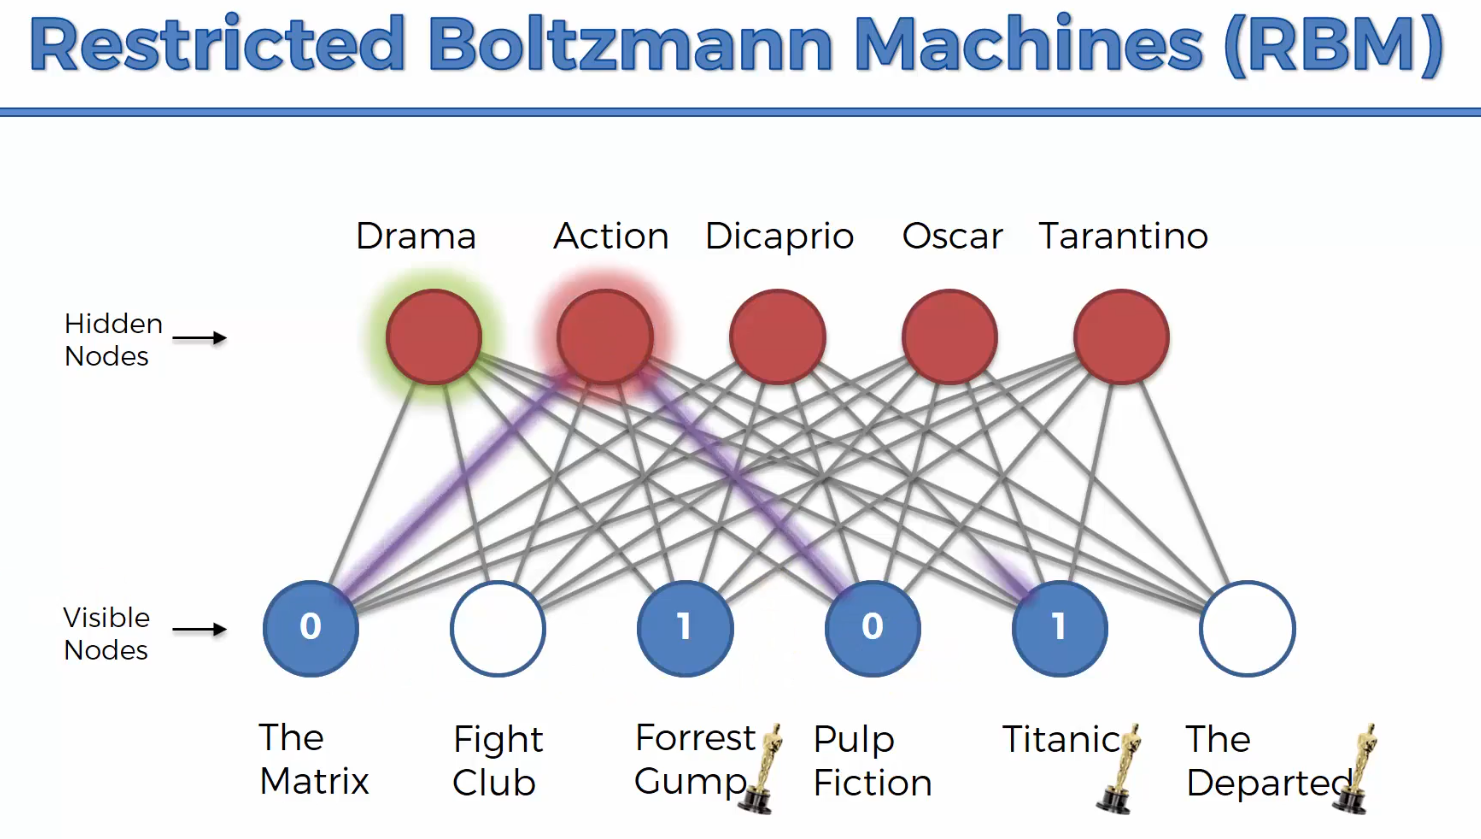 Restricted Boltzmann Machines (RBM)
Drama Action Dicaprio Oscar Tarantino
Hidden
Nodes
0 1 0 1
Visible
Nodes
The
Matrix
Fight
Club
Forrest
Gump
Pulp
Fiction
Titanic
The
Departed